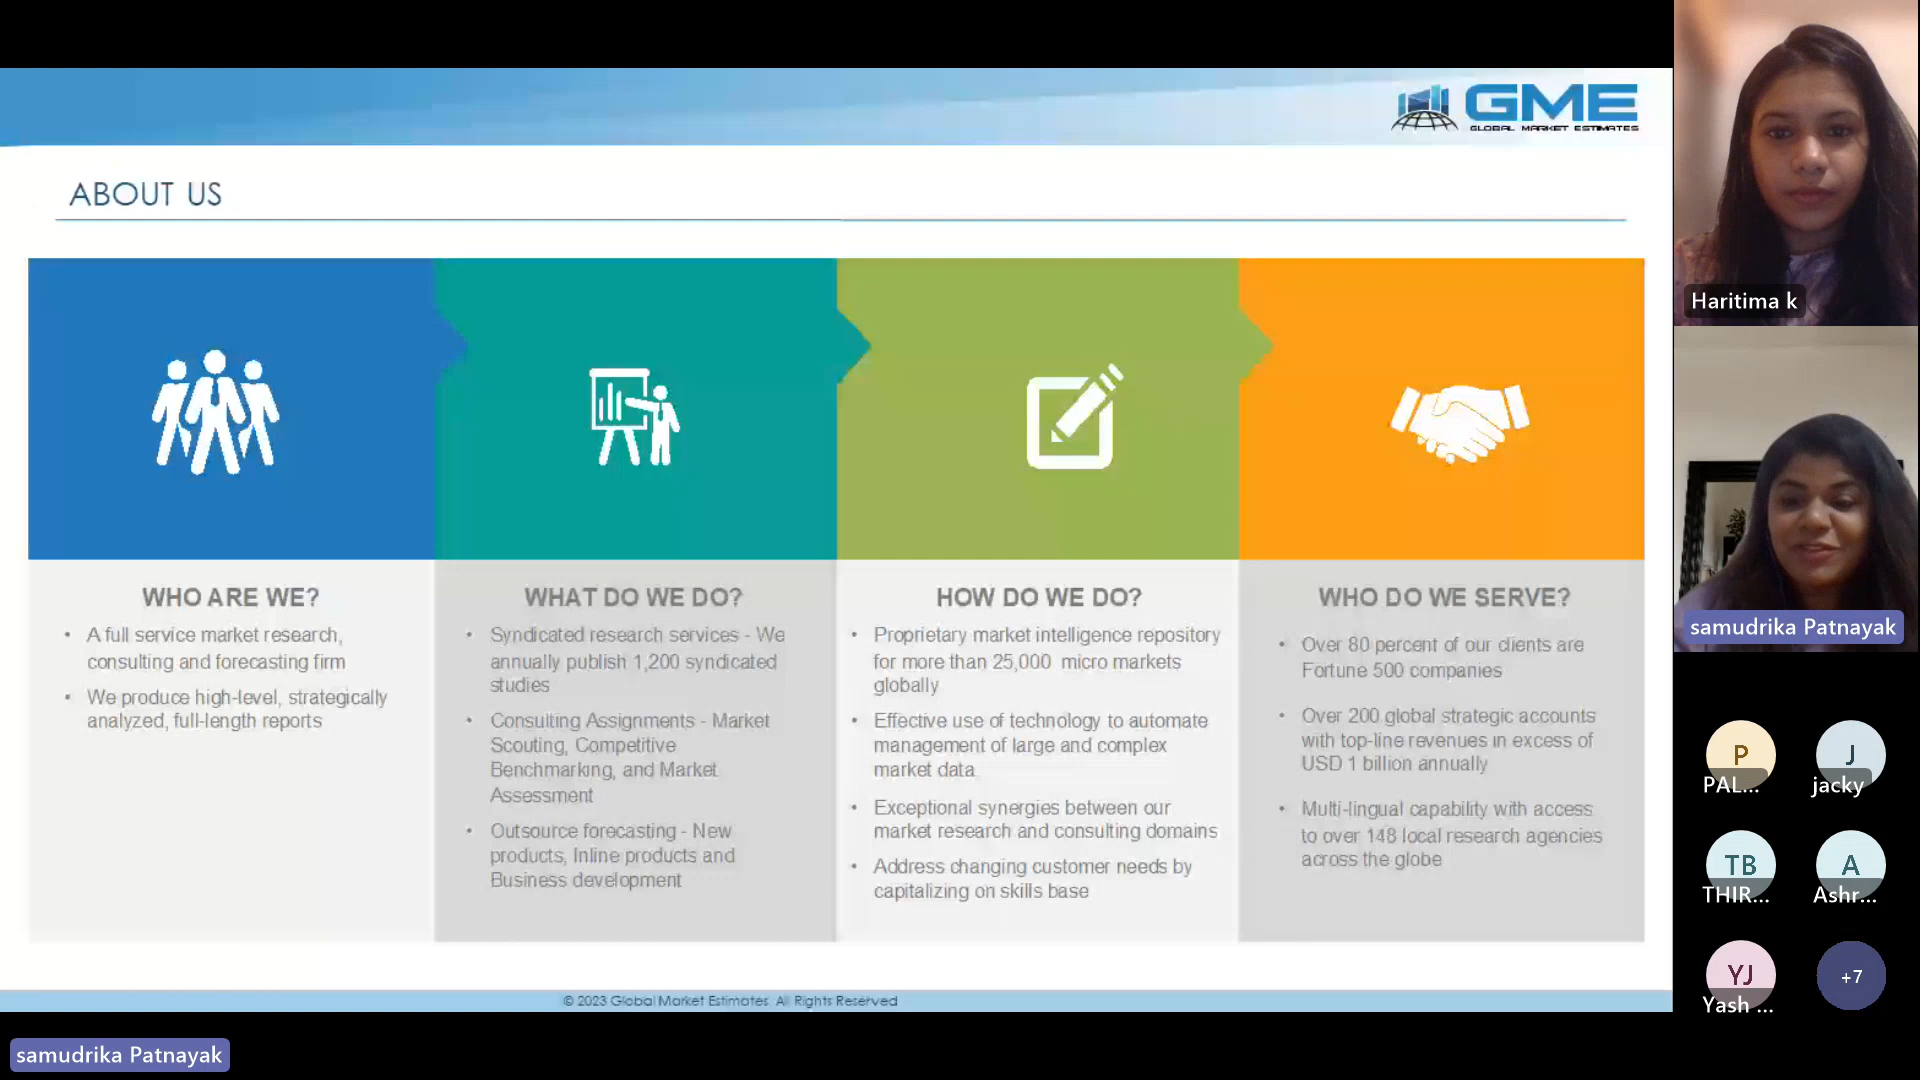 GME
GLOBAL MARKET ESTIMATES
ABOUT US
WHO ARE WE?
• A full service market research,
consulting and forecasting firm
• We produce high-level, strategically
analyzed, full-length reports
WHAT DO WE DO?
• Syndicated research services - We
annually publish 1,200 syndicated
studies
• Consulting Assignments - Market
Scouting, Competitive
Benchmarking, and Market
Assessment
• Outsource forecasting - New
products, Inline products and
Business development
HOW DO WE DO?
• Proprietary market intelligence repository
for more than 25,000 micro markets
globally
• Effective use of technology to automate
management of large and complex
market data
• Exceptional synergies between our
market research and consulting domains
• Address changing customer needs by
capitalizing on skills base
WHO DO WE SERVE?
• Over 80 percent of our clients are
Fortune 500 companies
• Over 200 global strategic accounts
with top-line revenues in excess of
USD 1 billion annually
• Multi-lingual capability with access
to over 148 local research agencies
across the globe
© 2023 Global Market Estimates. All Rights Reserved
samudrika Patnayak
Haritima k
samudrika Patnayak
P
PAL...
J
jacky
TB
THIR...
A
Ashr...
YJ
Yash ...
+7